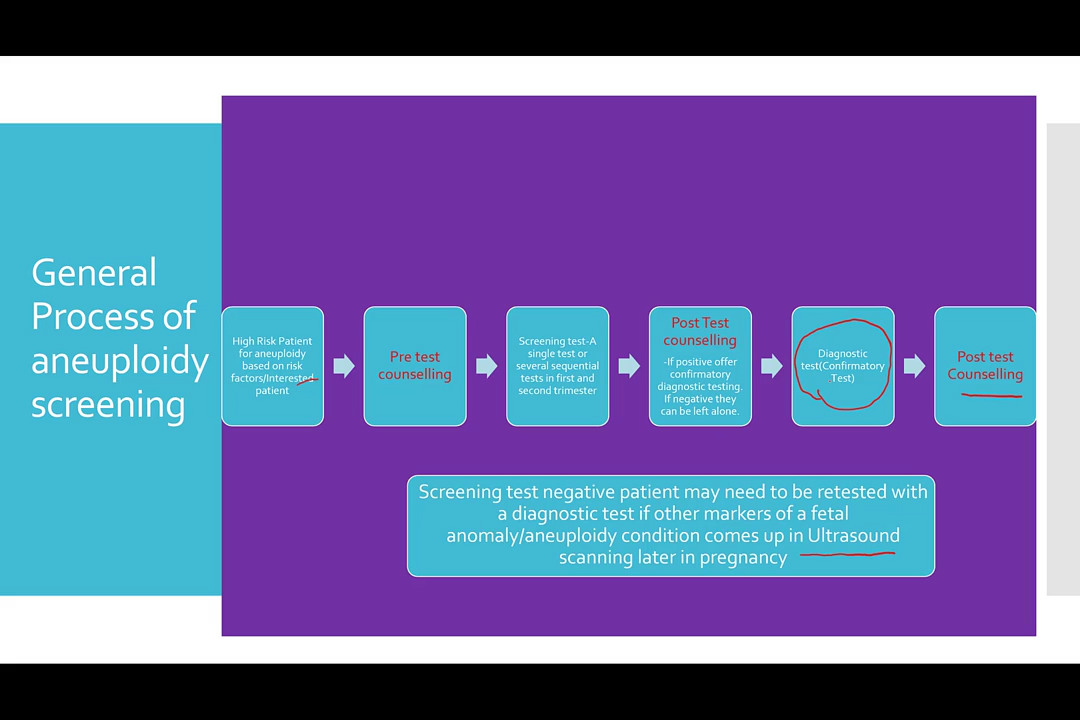 General
Process of
aneuploidy
screening
High Risk Patient
for aneuploidy
based on risk
factors/Interested
patient
Pre test
counselling
Screening test-A
single test or
several sequential
tests in first and
second trimester
Post Test
counselling
-If positive offer
confirmatory
diagnostic testing.
If negative they
can be left alone.
Diagnostic
test(Confirmatory
Test)
Post test
Counselling
Screening test negative patient may need to be retested with
a diagnostic test if other markers of a fetal
anomaly/aneuploidy condition comes up in Ultrasound
scanning later in pregnancy